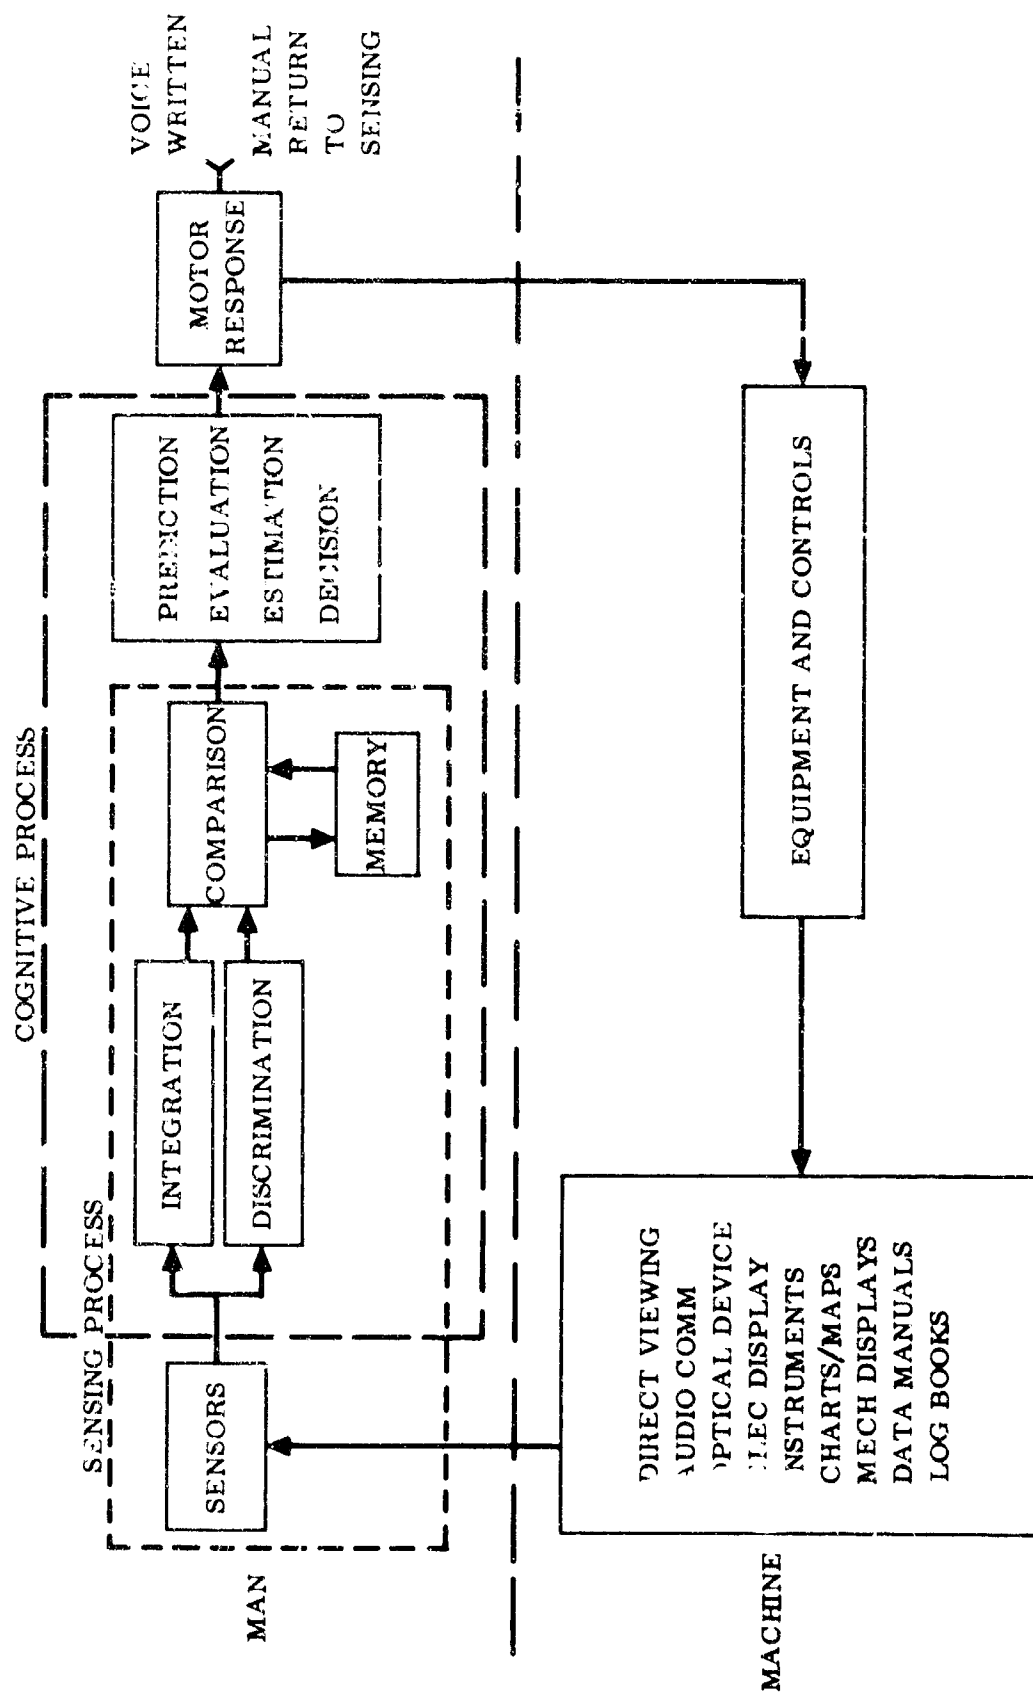 COGNITIVE PROCESS
SENSING PROCESS
SENSORS
INTEGRATION
DISCRIMINATION
COMPARISON
MEMORY
PREDICTION
EVALUATION
ESTIMATION
DECISION
MOTOR
RESPONSE
VOICE
WRITTEN
MANUAL
RETURN
TO
SENSING
MAN
MACHINE
DIRECT VIEWING
AUDIO COMM
OPTICAL DEVICE
ELEC DISPLAY
INSTRUMENTS
CHARTS/MAPS
MECH DISPLAYS
DATA MANUALS
LOG BOOKS
EQUIPMENT AND CONTROLS